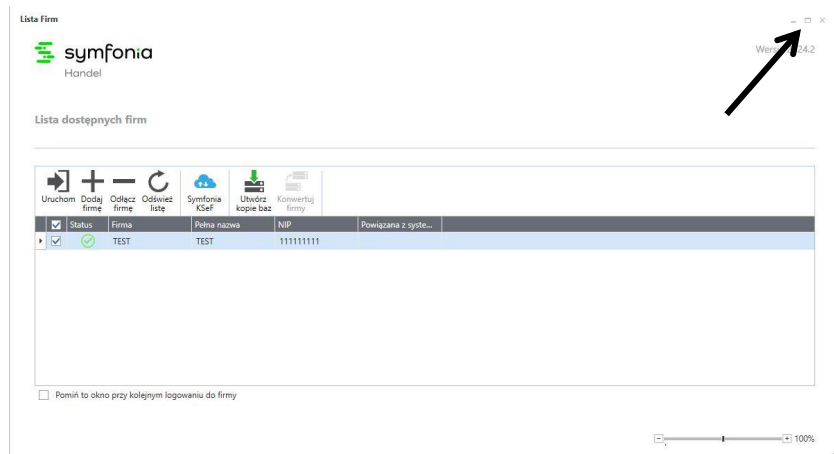 Lista Firm
symfonia
Handel
24.2
Lista dostępnych firm
Uruchom Dodaj firmę Odłącz firmę Odśwież listę Symfonia KSeF Utwórz kopie baz Konwertuj firmy
Status Firma Pełna nazwa NIP Powiązana z syste...
TEST TEST 111111111
Pomiń to okno przy kolejnym logowaniu do firmy
100%